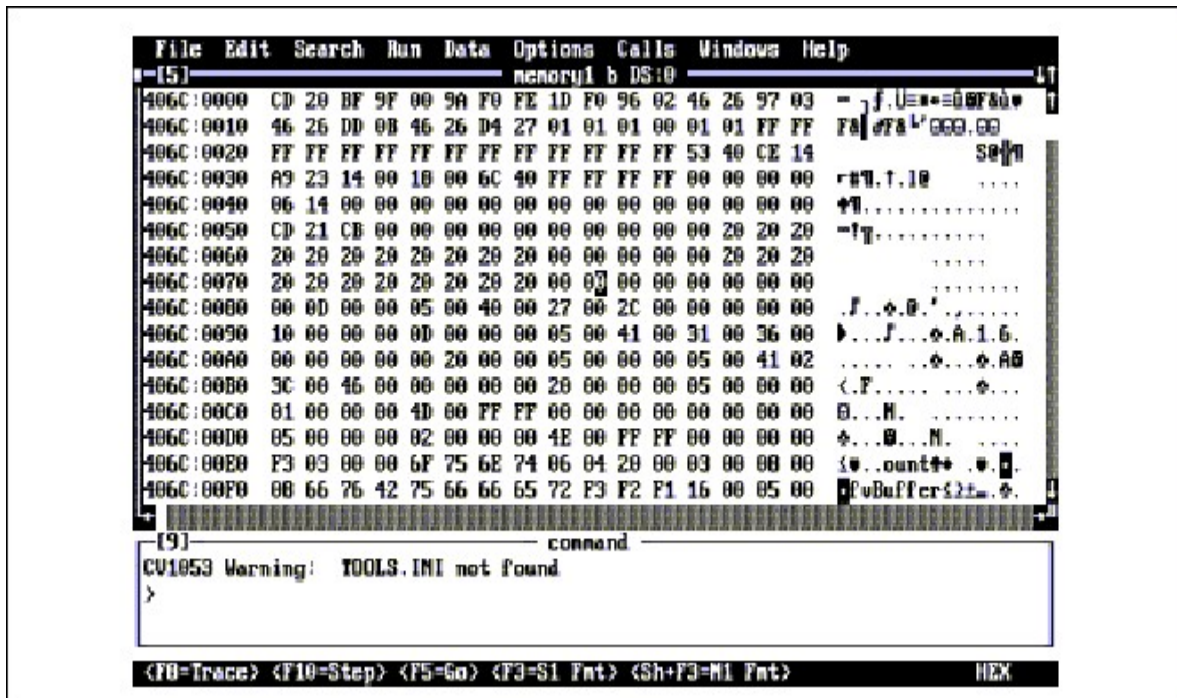 File Edit Search Run Data Options Calls Windows Help
[5] memory1 b DS:0
406C:0000 CD 20 BF 9F 00 9A F0 FE 1D F0 96 02 46 26 97 03
406C:0010 46 26 DD 0B 46 26 D4 27 01 01 01 00 01 01 FF FF
406C:0020 FF FF FF FF FF FF FF FF FF FF FF FF 53 40 CE 14
406C:0030 A9 23 14 00 18 00 6C 40 FF FF FF FF 00 00 00 00
406C:0040 06 14 00 00 00 00 00 00 00 00 00 00 00 00 00 00
406C:0050 CD 21 CB 00 00 00 00 00 00 00 00 00 00 20 20 20
406C:0060 20 20 20 20 20 20 20 20 00 00 00 00 00 20 20 20
406C:0070 20 20 20 20 20 20 20 20 00 00 00 00 00 00 00
406C:0080 00 0D 00 00 05 00 40 00 27 00 2C 00 00 00 00 00
406C:0090 10 00 00 00 0D 00 00 00 05 00 41 00 31 00 36 00
406C:00A0 00 00 00 00 00 20 00 00 05 00 00 00 05 00 41 02
406C:00B0 3C 00 46 00 00 00 00 00 20 00 00 00 05 00 00 00
406C:00C0 01 00 00 00 4D 00 FF FF 00 00 00 00 00 00 00 00
406C:00D0 05 00 00 00 02 00 00 00 4E 00 FF FF 00 00 00 00
406C:00E0 F3 03 00 00 6F 75 6E 74 06 04 20 00 03 00 08 00
406C:00F0 08 66 76 42 75 66 66 65 72 F3 F2 F1 16 00 05 00
[9] command
CV1053 Warning: TOOLS.INI not found
>
<F8=Trace> <F10=Step> <F5=Go> <F3=S1 Fmt> <Sh+F3=M1 Fmt> HEX